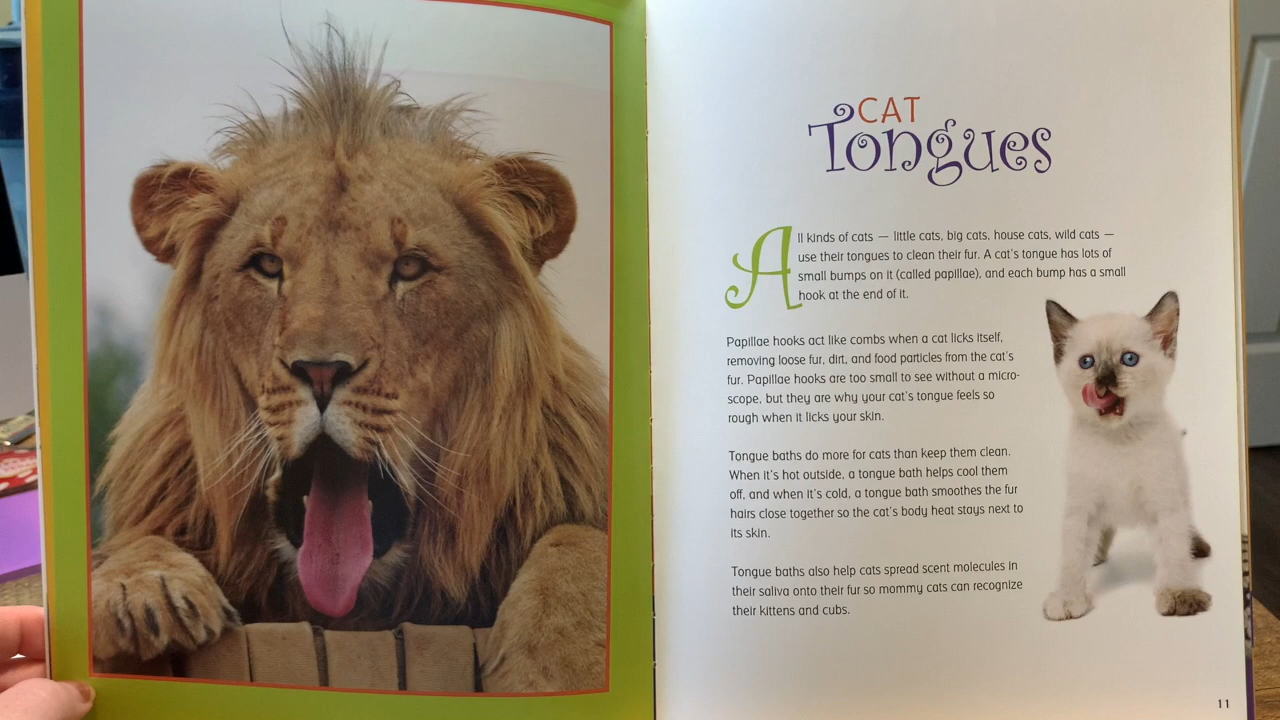 CAT
Tongues
All kinds of cats — little cats, big cats, house cats, wild cats —
use their tongues to clean their fur. A cat's tongue has lots of
small bumps on it (called papillae), and each bump has a small
hook at the end of it.
Papillae hooks act like combs when a cat licks itself,
removing loose fur, dirt, and food particles from the cat's
fur. Papillae hooks are too small to see without a micro-
scope, but they are why your cat's tongue feels so
rough when it licks your skin.
Tongue baths do more for cats than keep them clean.
When it's hot outside, a tongue bath helps cool them
off, and when it's cold, a tongue bath smoothes the fur
hairs close together so the cat's body heat stays next to
its skin.
Tongue baths also help cats spread scent molecules in
their saliva onto their fur so mommy cats can recognize
their kittens and cubs.
11